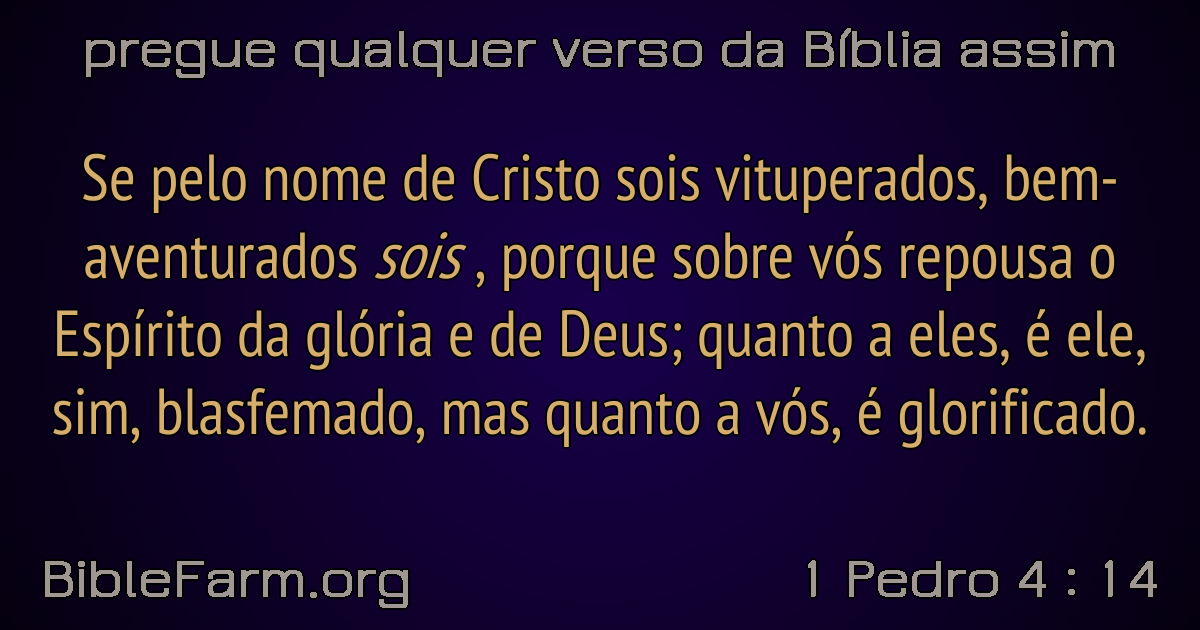 pregue qualquer verso da Bíblia assim
Se pelo nome de Cristo sois vituperados, bem-
aventurados sois , porque sobre vós repousa o
Espírito da glória e de Deus; quanto a eles, é ele,
sim, blasfemado, mas quanto a vós, é glorificado.
BibleFarm.org
1 Pedro 4 : 14